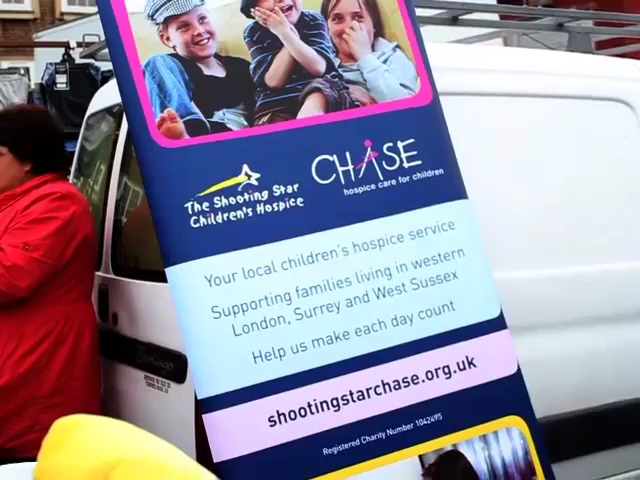 The Shooting Star
Children's Hospice
CHASE
hospice care for children
Your local children's hospice service
Supporting families living in western
London, Surrey and West Sussex
Help us make each day count
shootingstarchase.org.uk
Registered Charity Number 1042495